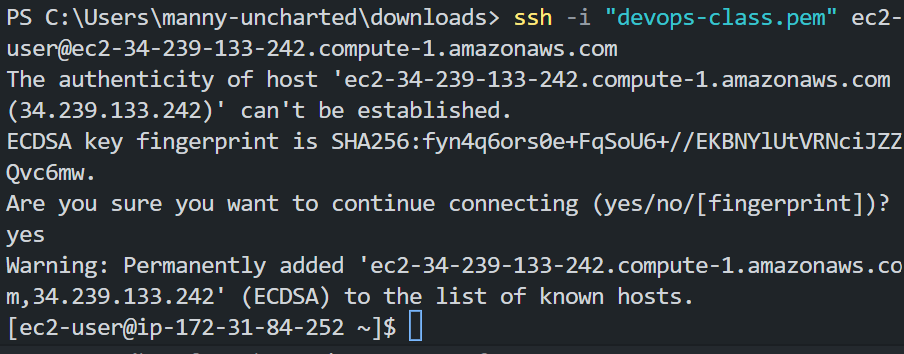 PS C:\Users\manny-uncharted\downloads> ssh -i "devops-class.pem" ec2-
user@ec2-34-239-133-242.compute-1.amazonaws.com
The authenticity of host 'ec2-34-239-133-242.compute-1.amazonaws.com
(34.239.133.242)' can't be established.
ECDSA key fingerprint is SHA256:fyn4q6ors0e+FqSoU6+//EKBNYlUtVRNciJZZ
Qvc6mw.
Are you sure you want to continue connecting (yes/no/[fingerprint])?
yes
Warning: Permanently added 'ec2-34-239-133-242.compute-1.amazonaws.co
m,34.239.133.242' (ECDSA) to the list of known hosts.
[ec2-user@ip-172-31-84-252 ~]$